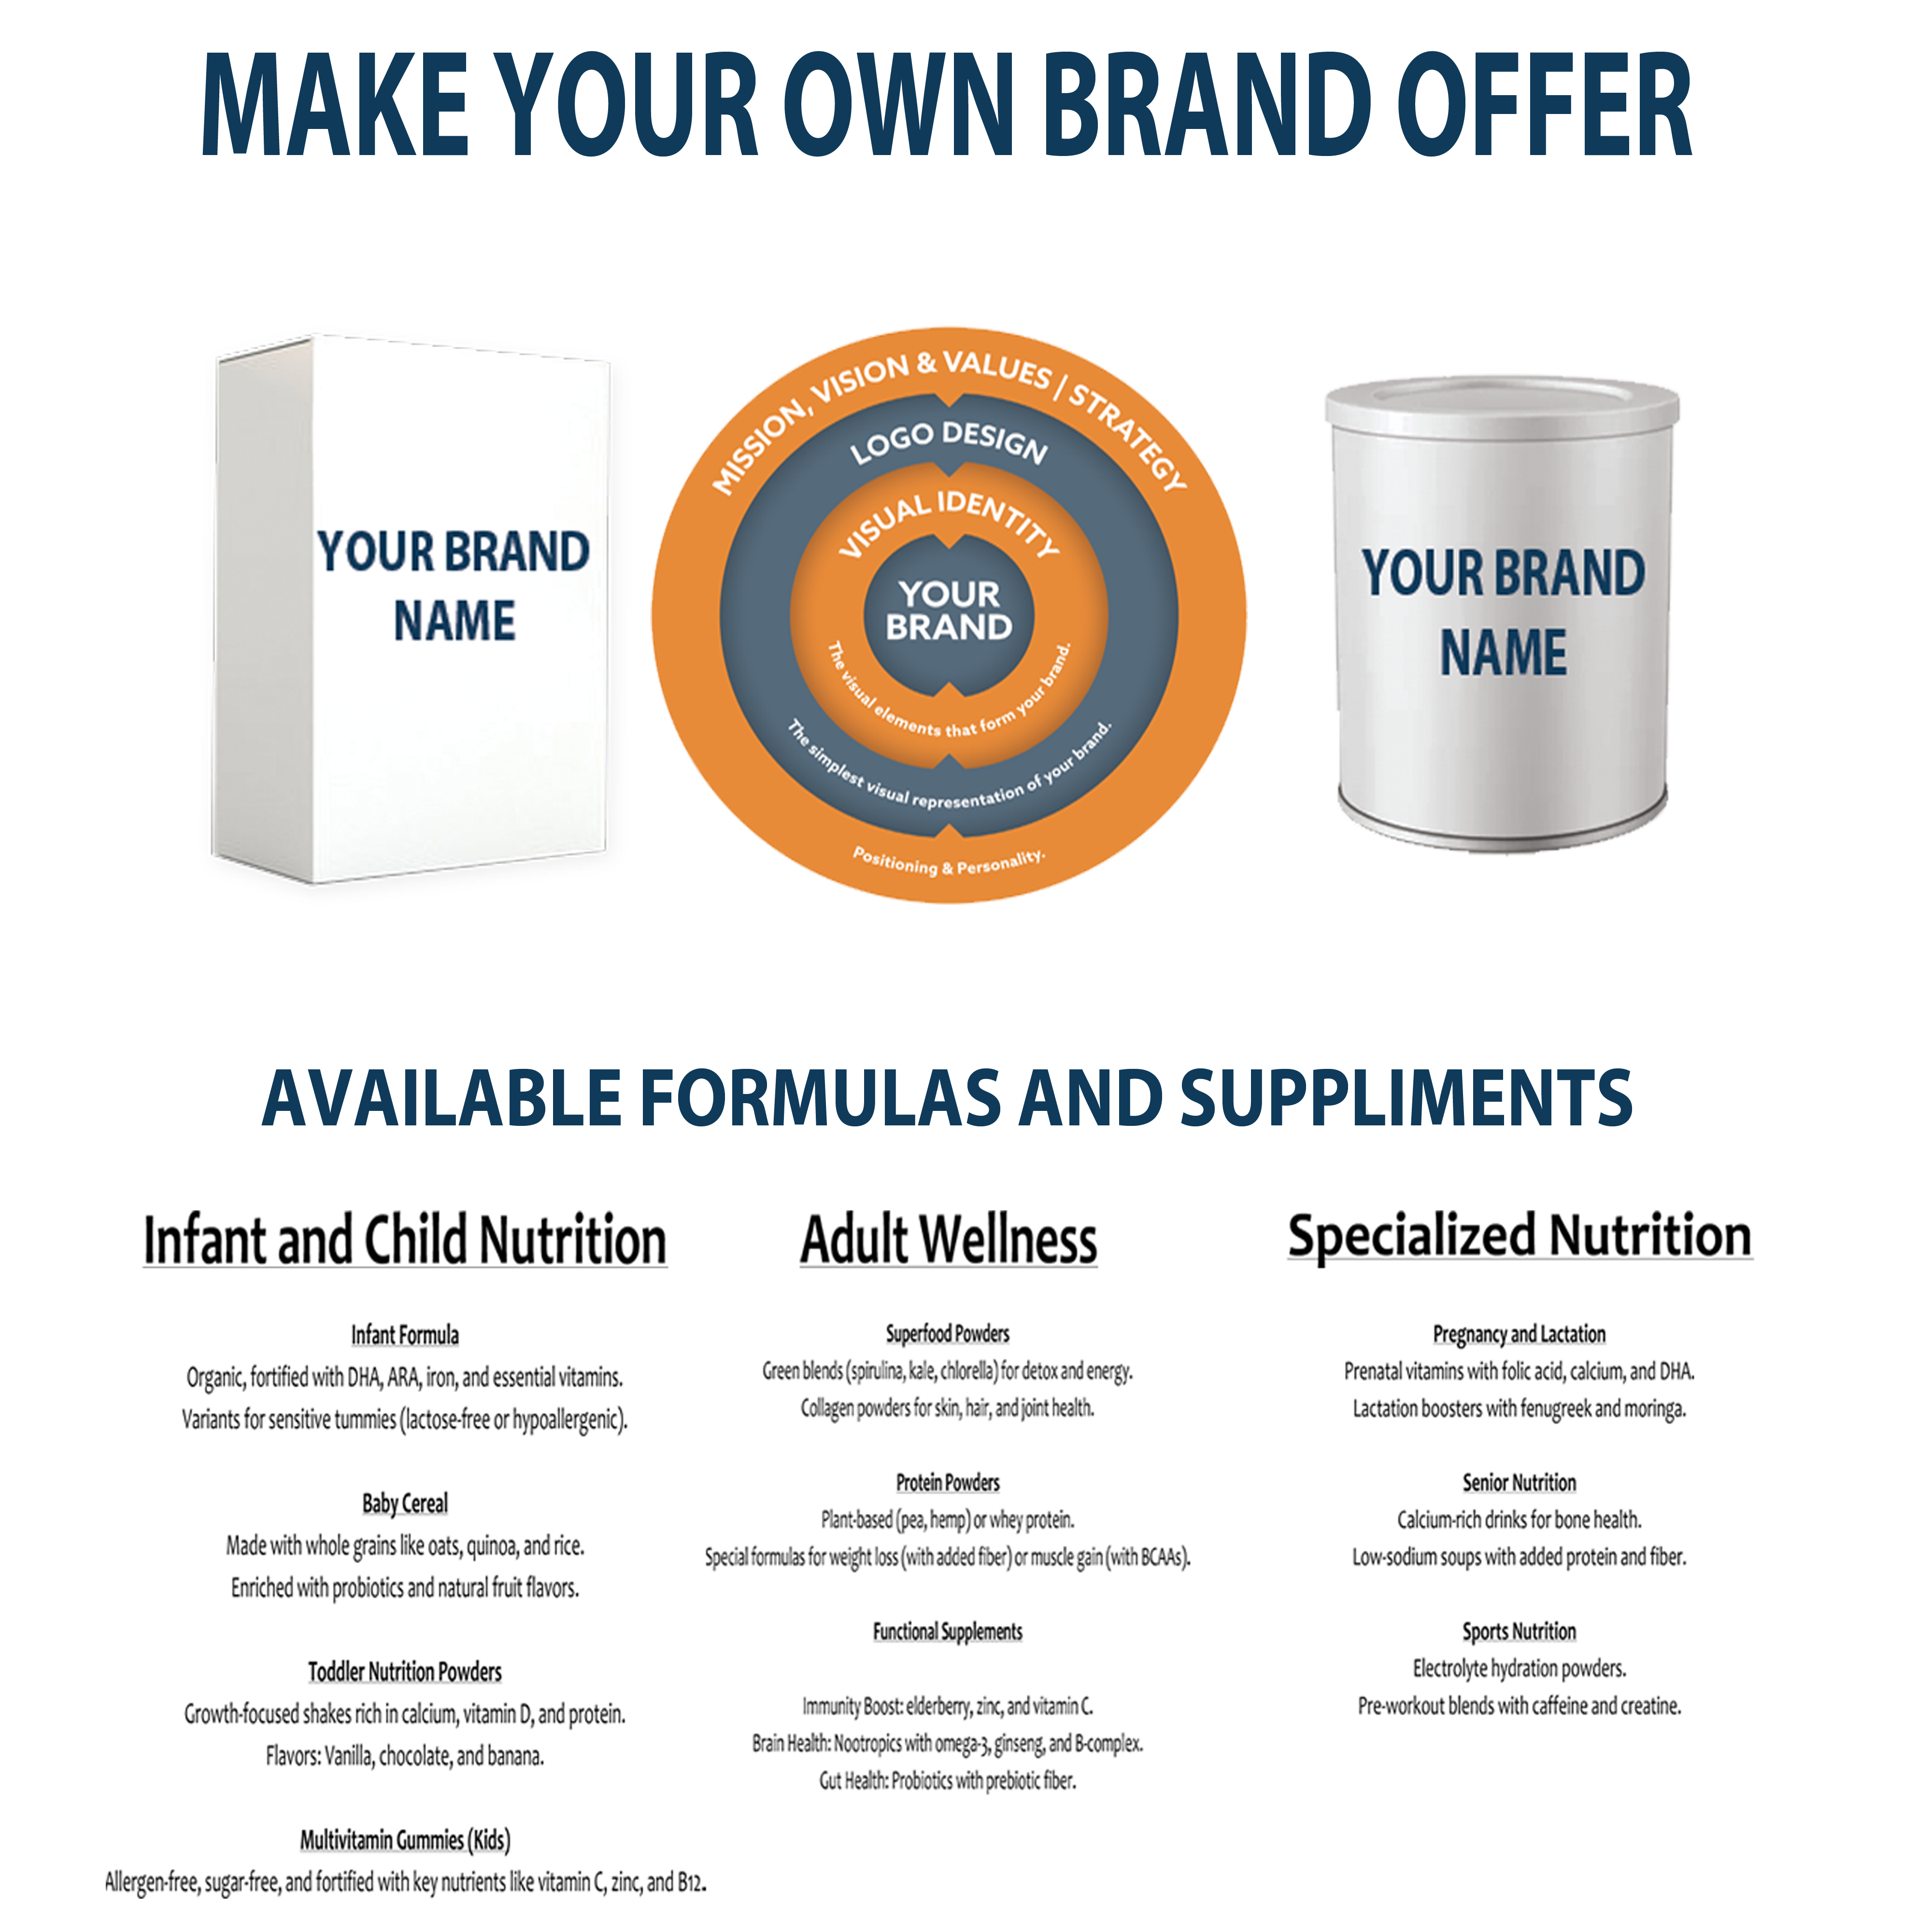 MAKE YOUR OWN BRAND OFFER
YOUR BRAND
NAME
MISSION, VISION & VALUES | STRATEGY
LOGO DESIGN
VISUAL IDENTITY
YOUR
BRAND
The visual elements that form your brand.
The simplest visual representation of your brand.
Positioning & Personality.
YOUR BRAND
NAME
AVAILABLE FORMULAS AND SUPPLIMENTS
Infant and Child Nutrition
Infant Formula
Organic, fortified with DHA, ARA, iron, and essential vitamins.
Variants for sensitive tummies (lactose-free or hypoallergenic).
Baby Cereal
Made with whole grains like oats, quinoa, and rice.
Enriched with probiotics and natural fruit flavors.
Toddler Nutrition Powders
Growth-focused shakes rich in calcium, vitamin D, and protein.
Flavors: Vanilla, chocolate, and banana.
Multivitamin Gummies (Kids)
Allergen-free, sugar-free, and fortified with key nutrients like vitamin C, zinc, and B12.
Adult Wellness
Superfood Powders
Green blends (spirulina, kale, chlorella) for detox and energy.
Collagen powders for skin, hair, and joint health.
Protein Powders
Plant-based (pea, hemp) or whey protein.
Special formulas for weight loss (with added fiber) or muscle gain (with BCAAs).
Functional Supplements
Immunity Boost: elderberry, zinc, and vitamin C.
Brain Health: Nootropics with omega-3, ginseng, and B-complex.
Gut Health: Probiotics with prebiotic fiber.
Specialized Nutrition
Pregnancy and Lactation
Prenatal vitamins with folic acid, calcium, and DHA.
Lactation boosters with fenugreek and moringa.
Senior Nutrition
Calcium-rich drinks for bone health.
Low-sodium soups with added protein and fiber.
Sports Nutrition
Electrolyte hydration powders.
Pre-workout blends with caffeine and creatine.